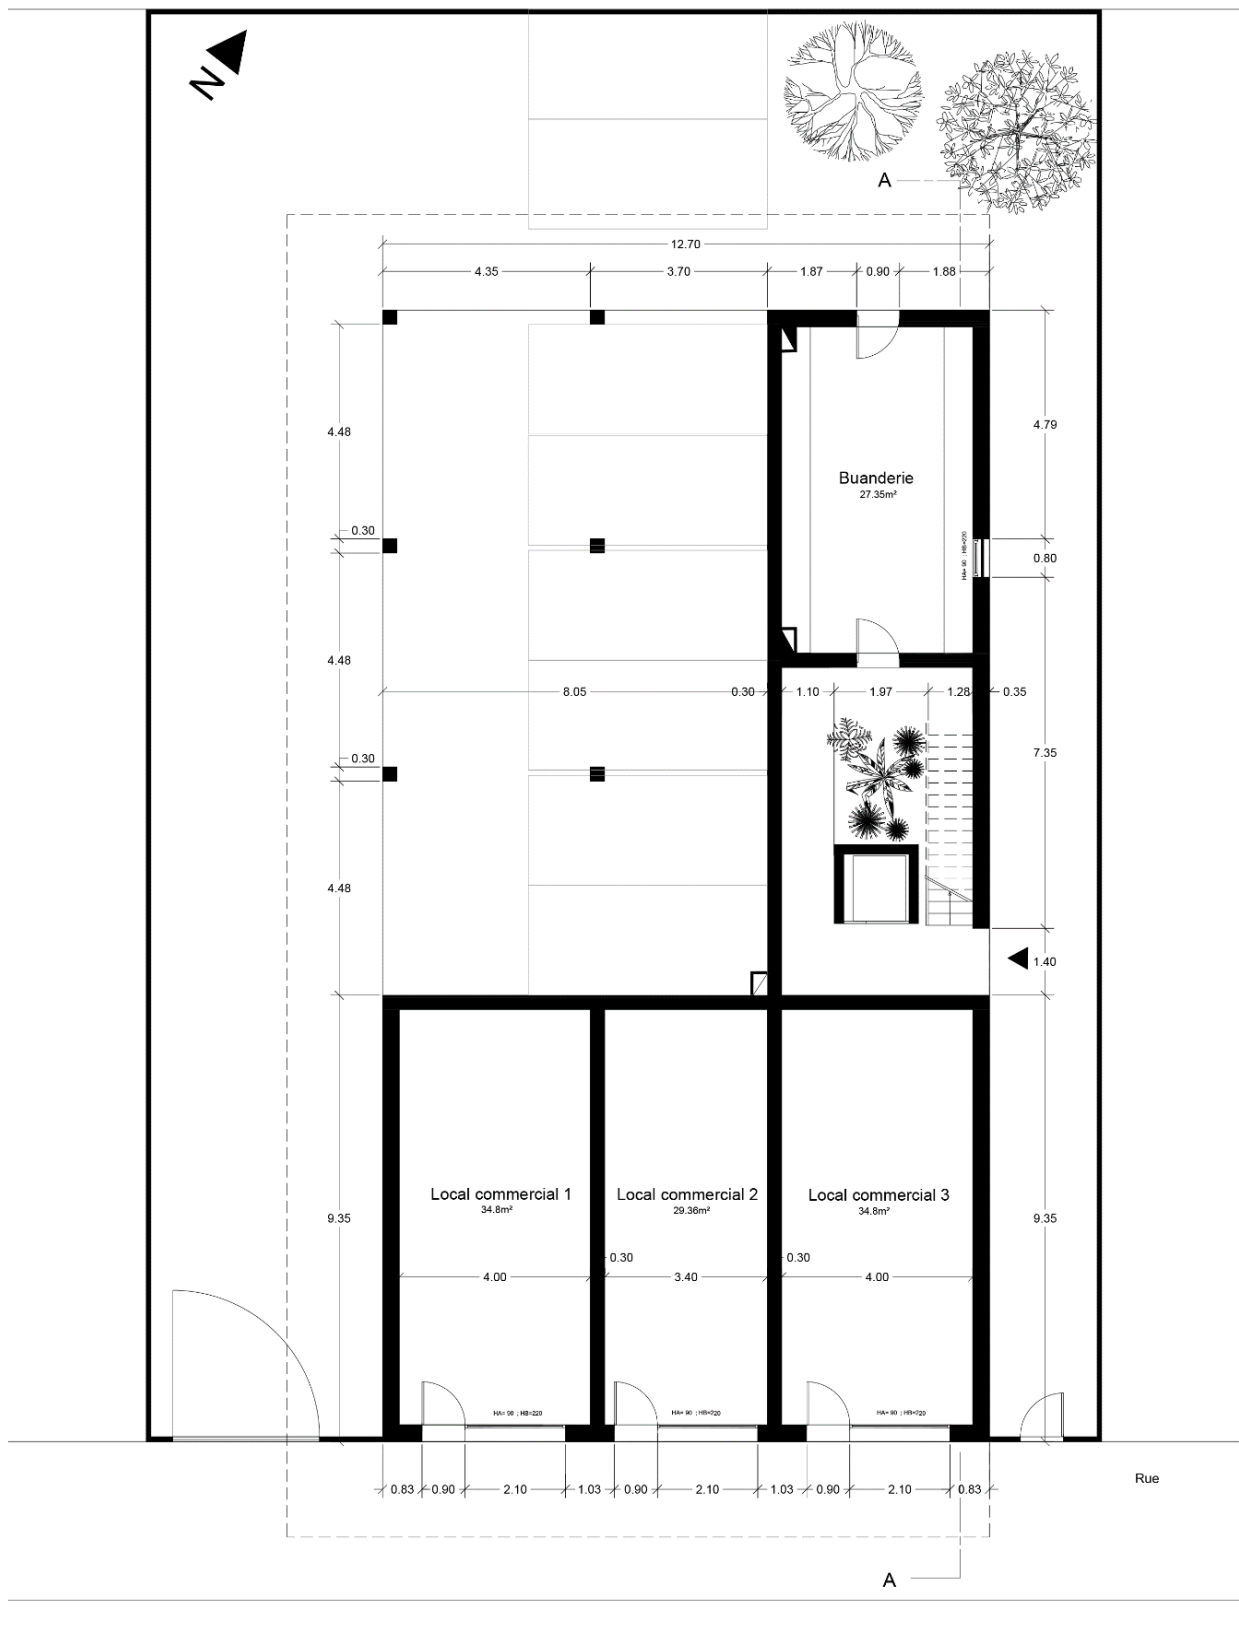 N
A
12.70
4.35 3.70 1.87 0.90 1.88
4.48
4.79
Buanderie
27.35m²
0.30
HA= 90 ; HB=220
0.80
4.48
8.05 0.30 1.10 1.97 1.28 0.35
7.35
0.30
4.48
1.40
Local commercial 1
34.8m²
Local commercial 2
29.36m²
Local commercial 3
34.8m²
9.35
9.35
0.30 0.30
4.00 3.40 4.00
HA= 90 ; HB=220
HA= 90 ; HB=220
HA= 90 ; HB=220
Rue
0.83 0.90 2.10 1.03 0.90 2.10 1.03 0.90 2.10 0.83
A